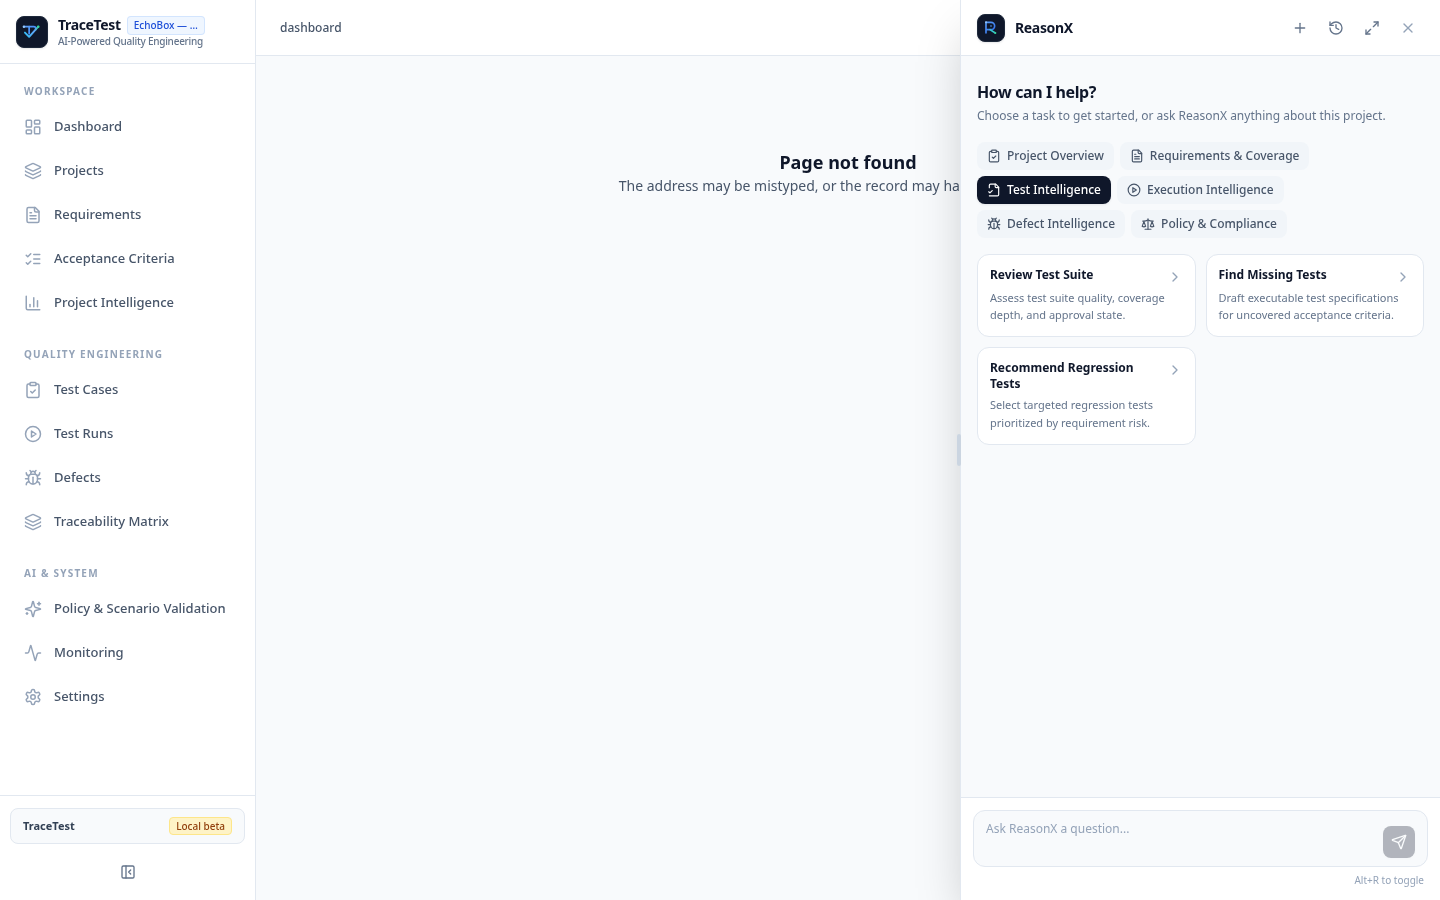 TraceTest
EchoBox — ...
AI-Powered Quality Engineering
WORKSPACE
Dashboard
Projects
Requirements
Acceptance Criteria
Project Intelligence
QUALITY ENGINEERING
Test Cases
Test Runs
Defects
Traceability Matrix
AI & SYSTEM
Policy & Scenario Validation
Monitoring
Settings
TraceTest
Local beta
dashboard
Page not found
The address may be mistyped, or the record may ha
ReasonX
How can I help?
Choose a task to get started, or ask ReasonX anything about this project.
Project Overview
Requirements & Coverage
Test Intelligence
Execution Intelligence
Defect Intelligence
Policy & Compliance
Review Test Suite
Assess test suite quality, coverage
depth, and approval state.
Find Missing Tests
Draft executable test specifications
for uncovered acceptance criteria.
Recommend Regression
Tests
Select targeted regression tests
prioritized by requirement risk.
Ask ReasonX a question...
Alt+R to toggle